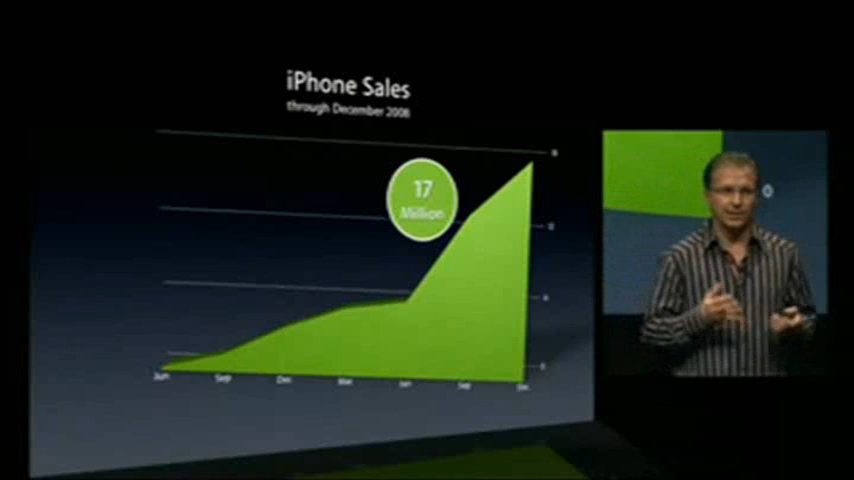 iPhone Sales
through December 2008
17
Million
Jun
Sep
Dec
Mar
Jun
Sep
Dec